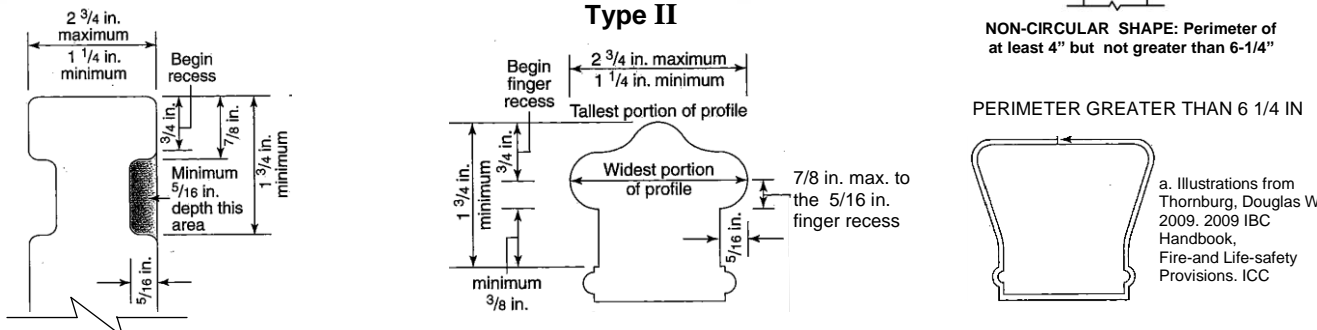 2 3/4 in.
maximum
1 1/4 in.
minimum
Begin
recess
3/4 in.
7/8 in.
1 3/4 in.
minimum
Minimum
5/16 in.
depth this
area
5/16 in.
Type II
Begin
finger
recess
2 3/4 in. maximum
1 1/4 in. minimum
Tallest portion of profile
1 3/4 in.
minimum
3/4 in.
Widest portion
of profile
7/8 in. max. to
the 5/16 in.
finger recess
5/16 in.
minimum
3/8 in.
NON-CIRCULAR SHAPE: Perimeter of
at least 4” but not greater than 6-1/4”
PERIMETER GREATER THAN 6 1/4 IN
a. Illustrations from
Thornburg, Douglas W
2009. 2009 IBC
Handbook,
Fire-and Life-safety
Provisions. ICC